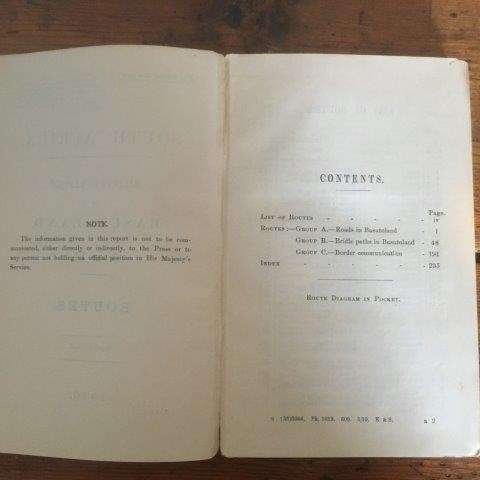 NOTE.
The information given in this report is not to be com-
municated, either directly or indirectly, to the Press or to
any person not holding an official position in His Majesty's
Service.
CONTENTS.
Page.
LIST OF ROUTES - - - - iv
ROUTES:—GROUP A.—Roads in Basutoland - 1
GROUP B.—Bridle paths in Basutoland - 48
GROUP C.—Border communication - 191
INDEX - - - - - 235
ROUTE DIAGRAM IN POCKET.
a 2